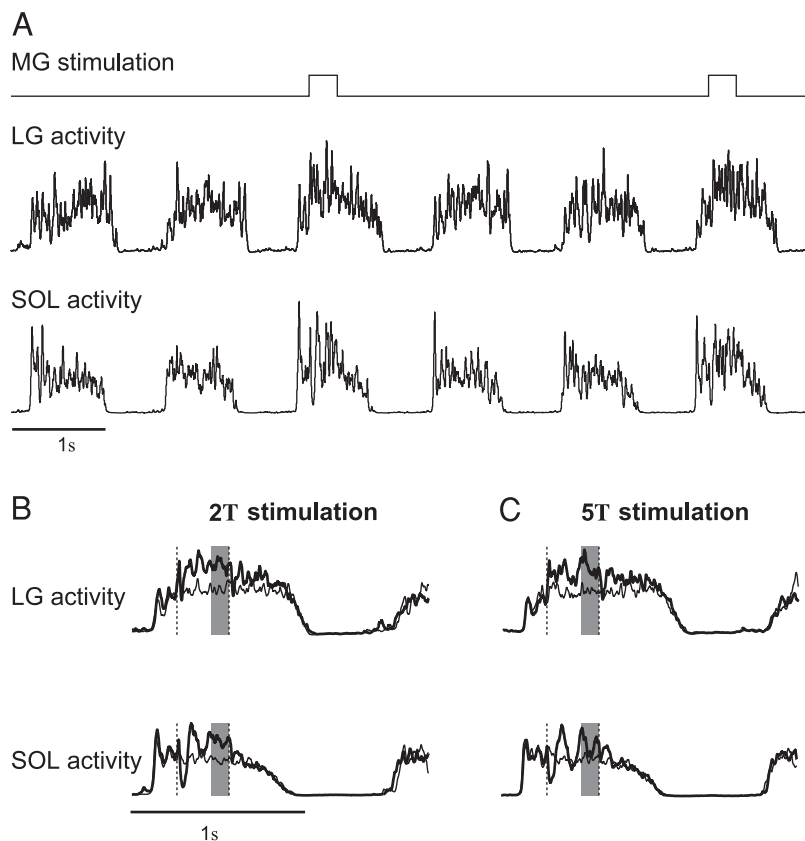 A
MG stimulation
LG activity
SOL activity
1s
B 2T stimulation
C 5T stimulation
LG activity
SOL activity
1s